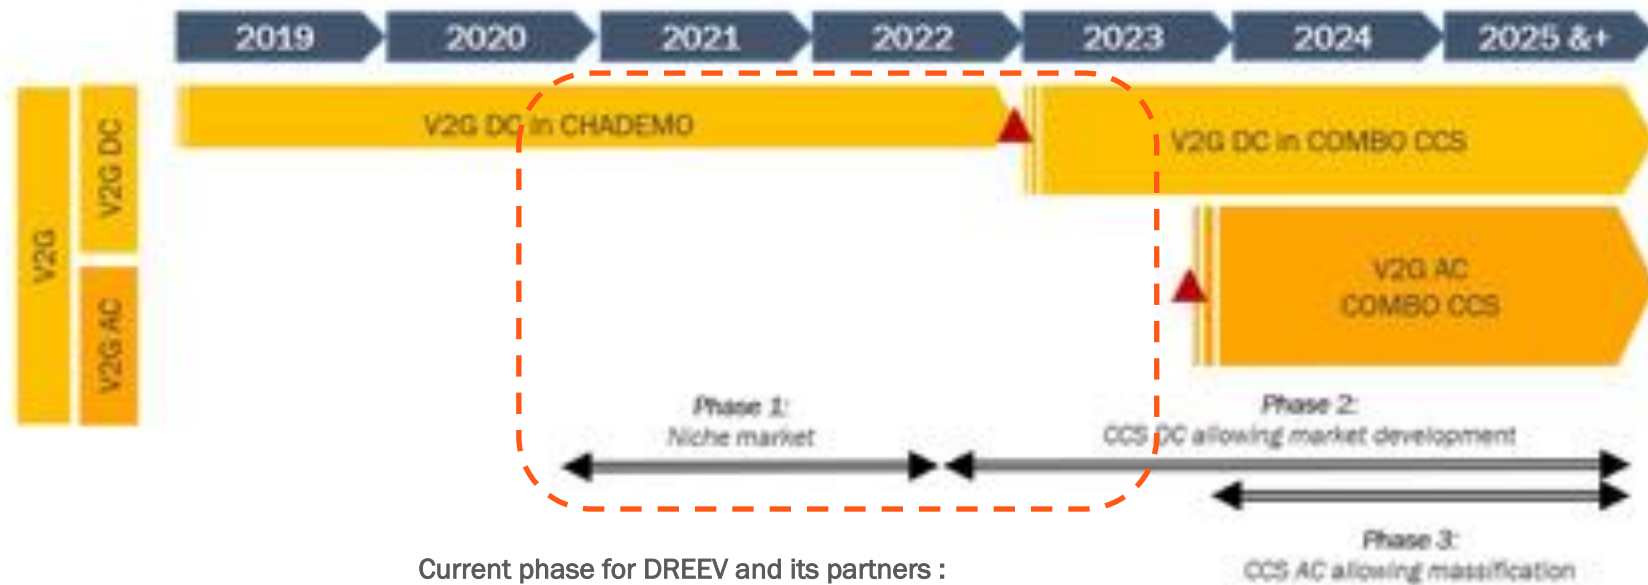 2019 2020 2021 2022 2023 2024 2025 &+
V2G
V2G DC
V2G AC
V2G DC in CHADEMO
V2G DC in COMBO CCS
V2G AC
COMBO CCS
Phase 1:
Niche market
Phase 2:
CCS DC allowing market development
Phase 3:
CCS AC allowing massification
Current phase for DREEV and its partners :